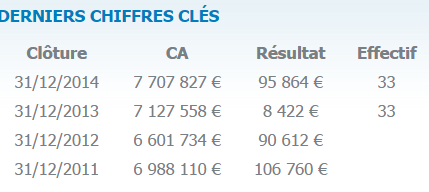 DERNIERS CHIFFRES CLÉS
Clôture CA Résultat Effectif
31/12/2014 7 707 827 € 95 864 € 33
31/12/2013 7 127 558 € 8 422 € 33
31/12/2012 6 601 734 € 90 612 €
31/12/2011 6 988 110 € 106 760 €